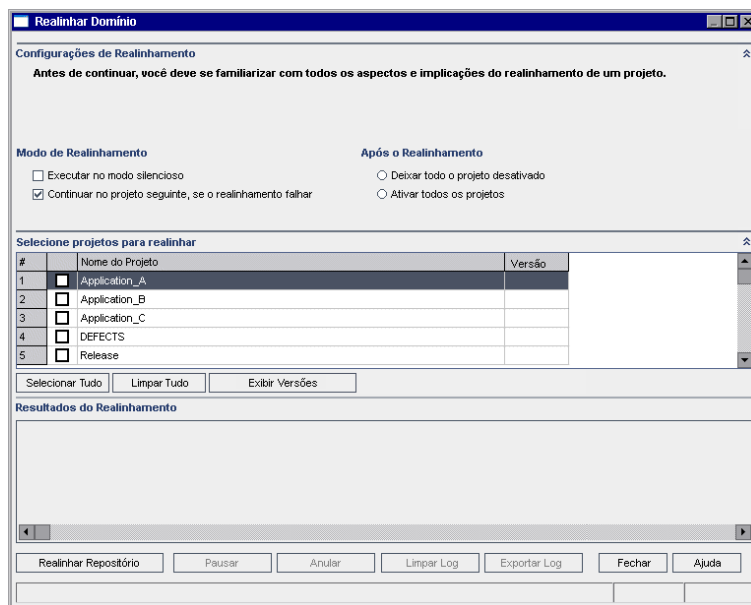 Realinhar Domínio
Configurações de Realinhamento
Antes de continuar, você deve se familiarizar com todos os aspectos e implicações do realinhamento de um projeto.
Modo de Realinhamento
Após o Realinhamento
Executar no modo silencioso
Deixar todo o projeto desativado
Continuar no projeto seguinte, se o realinhamento falhar
Ativar todos os projetos
Selecione projetos para realinhar
# Nome do Projeto Versão
1 Application_A
2 Application_B
3 Application_C
4 DEFECTS
5 Release
Selecionar Tudo Limpar Tudo Exibir Versões
Resultados do Realinhamento
Realinhar Repositório Pausar Anular Limpar Log Exportar Log Fechar Ajuda